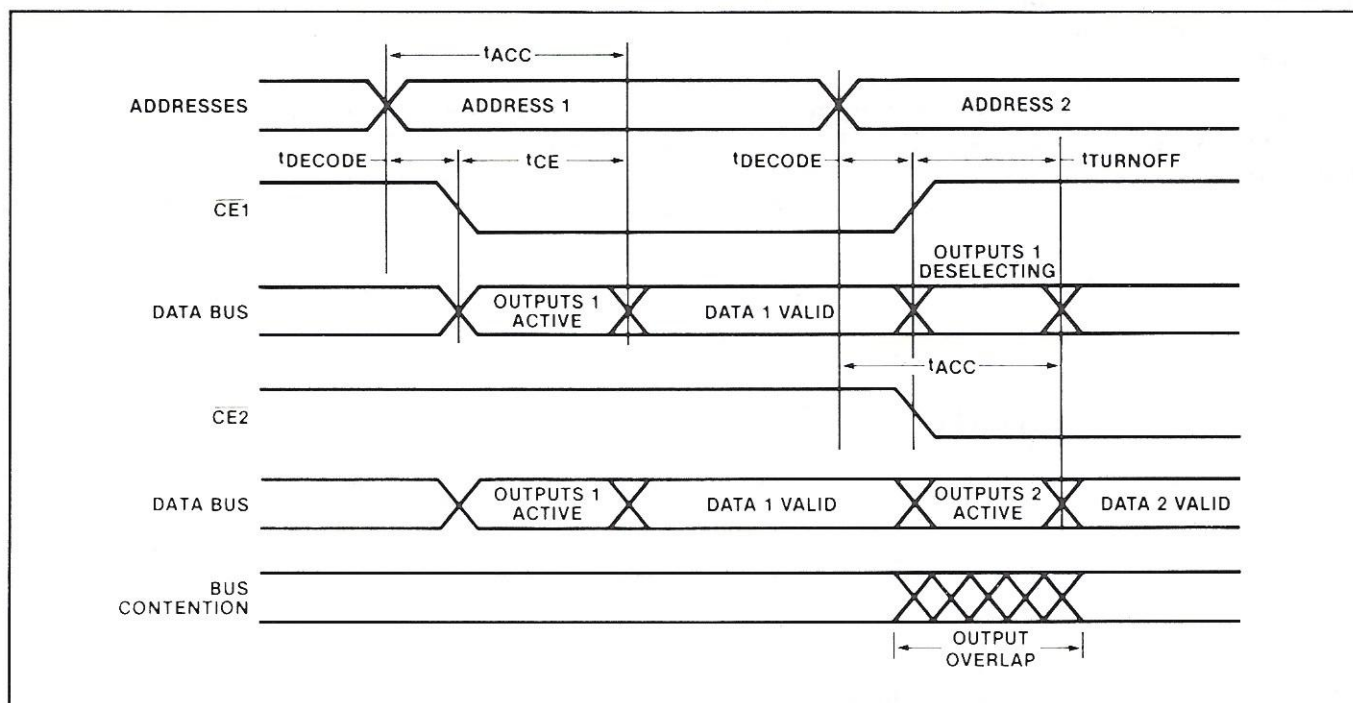 tACC
ADDRESSES
ADDRESS 1
ADDRESS 2
tDECODE
tCE
tDECODE
tTURNOFF
CE1
OUTPUTS 1
DESELECTING
DATA BUS
OUTPUTS 1
ACTIVE
DATA 1 VALID
tACC
CE2
DATA BUS
OUTPUTS 1
ACTIVE
DATA 1 VALID
OUTPUTS 2
ACTIVE
DATA 2 VALID
BUS
CONTENTION
OUTPUT
OVERLAP